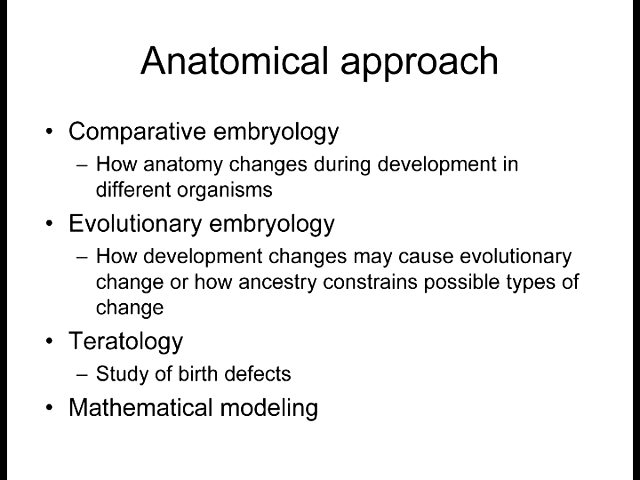 Anatomical approach
• Comparative embryology
– How anatomy changes during development in
different organisms
• Evolutionary embryology
– How development changes may cause evolutionary
change or how ancestry constrains possible types of
change
• Teratology
– Study of birth defects
• Mathematical modeling